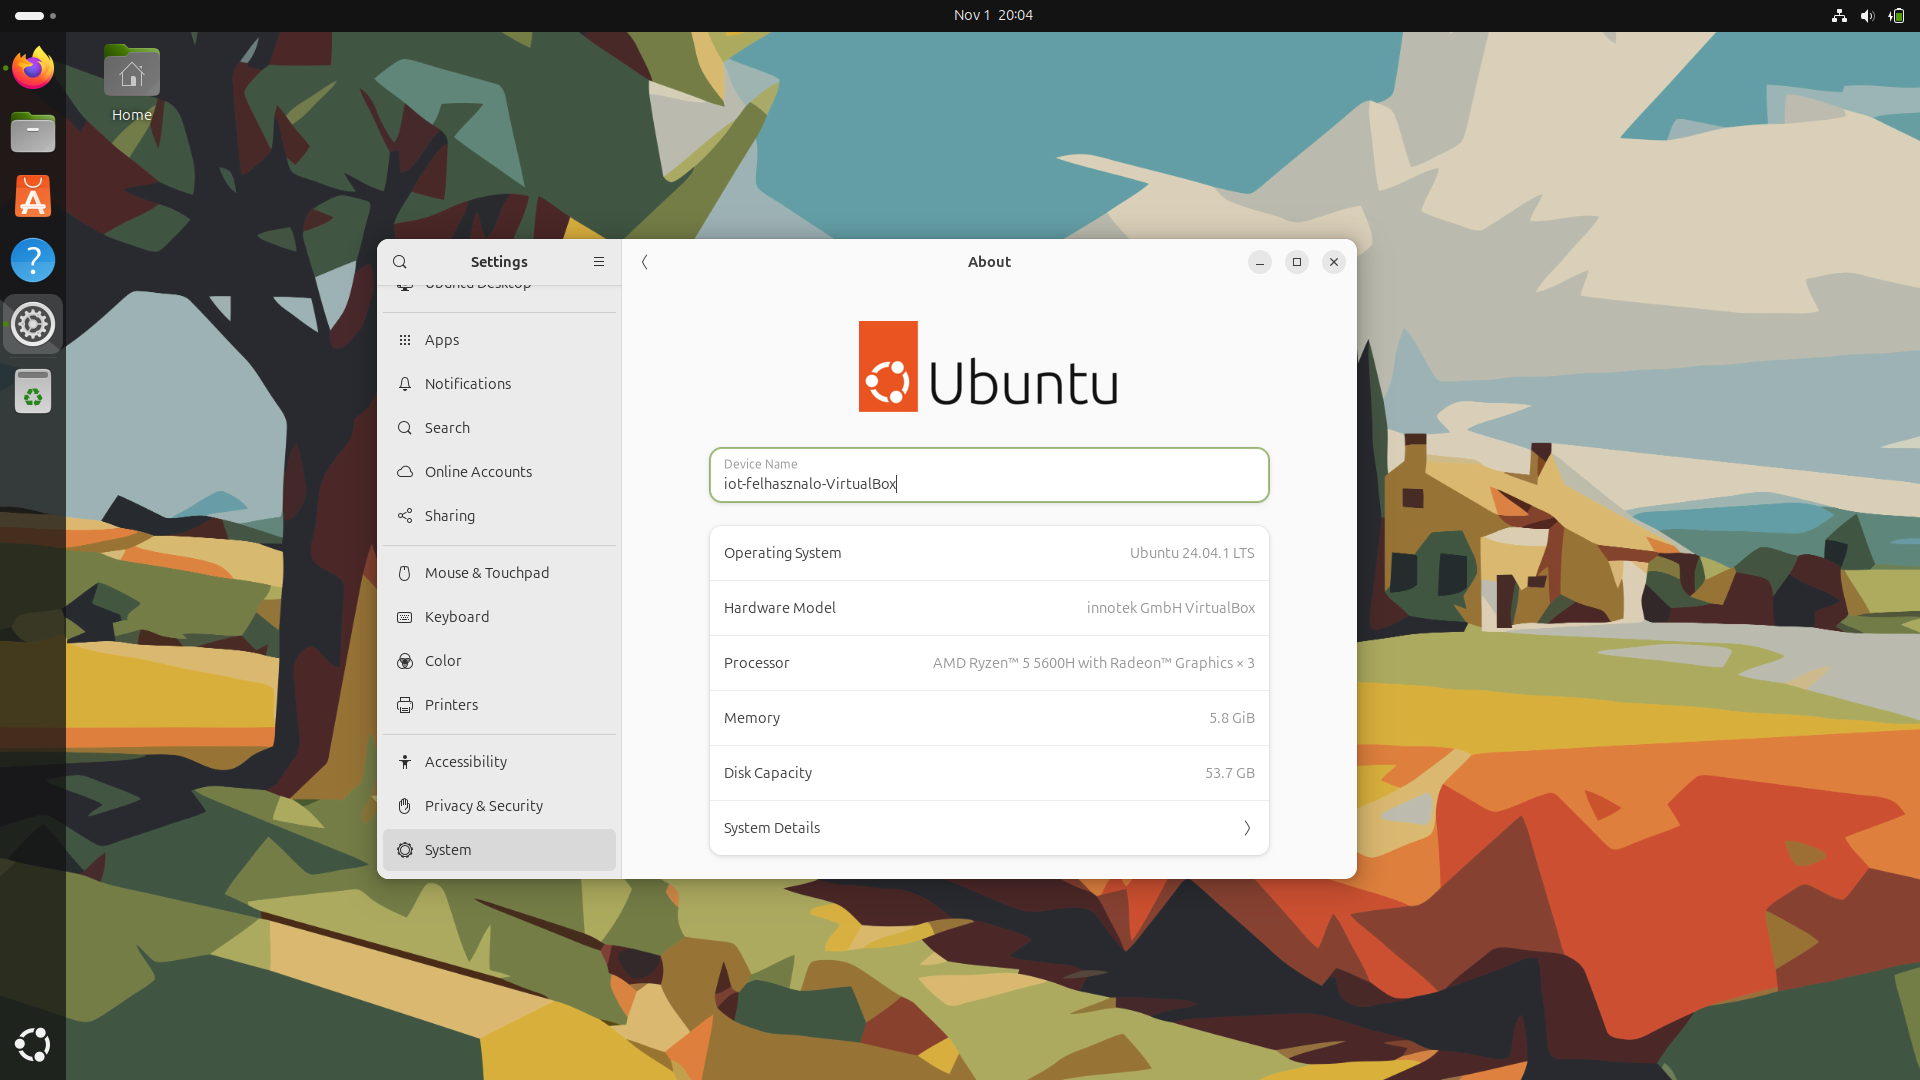 Nov 1 20:04
Home
Settings
About
Ubuntu Desktop
Apps
Notifications
Search
Online Accounts
Sharing
Mouse & Touchpad
Keyboard
Color
Printers
Accessibility
Privacy & Security
System
Ubuntu
Device Name
iot-felhasznalo-VirtualBox
Operating System Ubuntu 24.04.1 LTS
Hardware Model innotek GmbH VirtualBox
Processor AMD Ryzen™ 5 5600H with Radeon™ Graphics × 3
Memory 5.8 GiB
Disk Capacity 53.7 GB
System Details